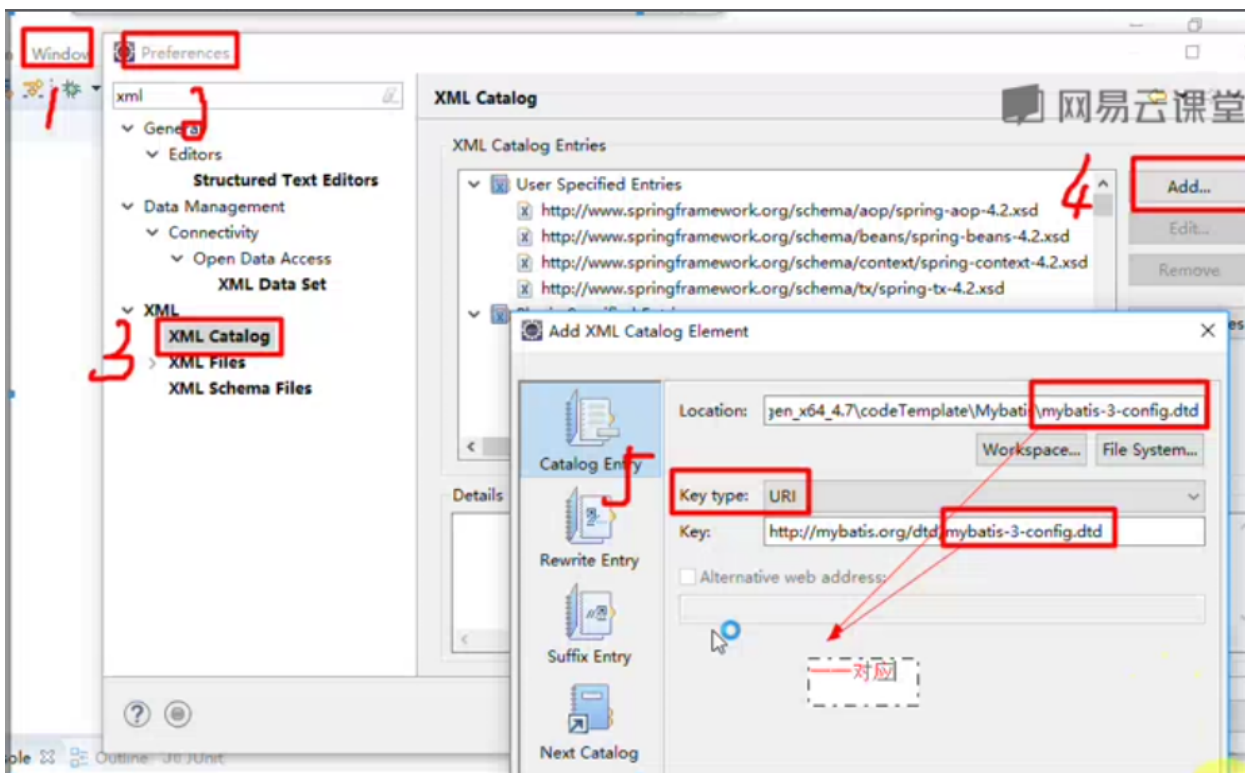 Window
Preferences
1
2
xml
XML Catalog
网易云课堂
General
Editors
Structured Text Editors
Data Management
Connectivity
Open Data Access
XML Data Set
XML
3
XML Catalog
XML Files
XML Schema Files
XML Catalog Entries
User Specified Entries
http://www.springframework.org/schema/aop/spring-aop-4.2.xsd
http://www.springframework.org/schema/beans/spring-beans-4.2.xsd
http://www.springframework.org/schema/context/spring-context-4.2.xsd
http://www.springframework.org/schema/tx/spring-tx-4.2.xsd
4
Add...
Edit...
Remove
Details
Add XML Catalog Element
Catalog Entry
5
Rewrite Entry
Suffix Entry
Next Catalog
Location: gen_x64_4.7\codeTemplate\Mybatis\mybatis-3-config.dtd
Workspace... File System...
Key type: URI
Key: http://mybatis.org/dtd/mybatis-3-config.dtd
Alternative web address:
一一对应
Outline JUnit